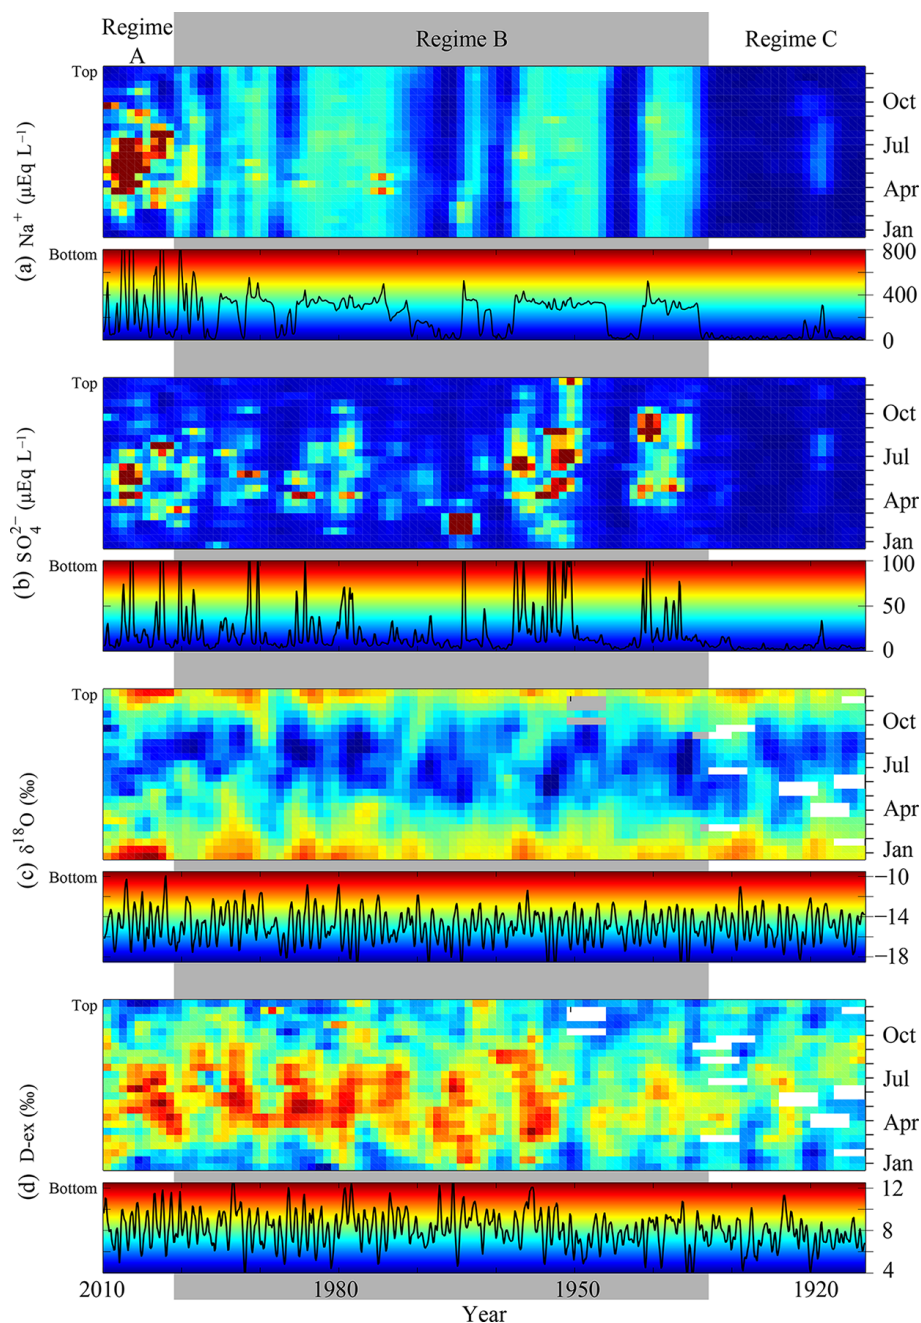 Regime A
Regime B
Regime C
(a) Na⁺ (μEq L⁻¹)
Top
Oct
Jul
Apr
Jan
Bottom
800
400
0
(b) SO₄²⁻ (μEq L⁻¹)
Top
Oct
Jul
Apr
Jan
Bottom
100
50
0
(c) δ¹⁸O (‰)
Top
Oct
Jul
Apr
Jan
Bottom
−10
−14
−18
(d) D-ex (‰)
Top
Oct
Jul
Apr
Jan
Bottom
12
8
4
2010
1980
1950
1920
Year